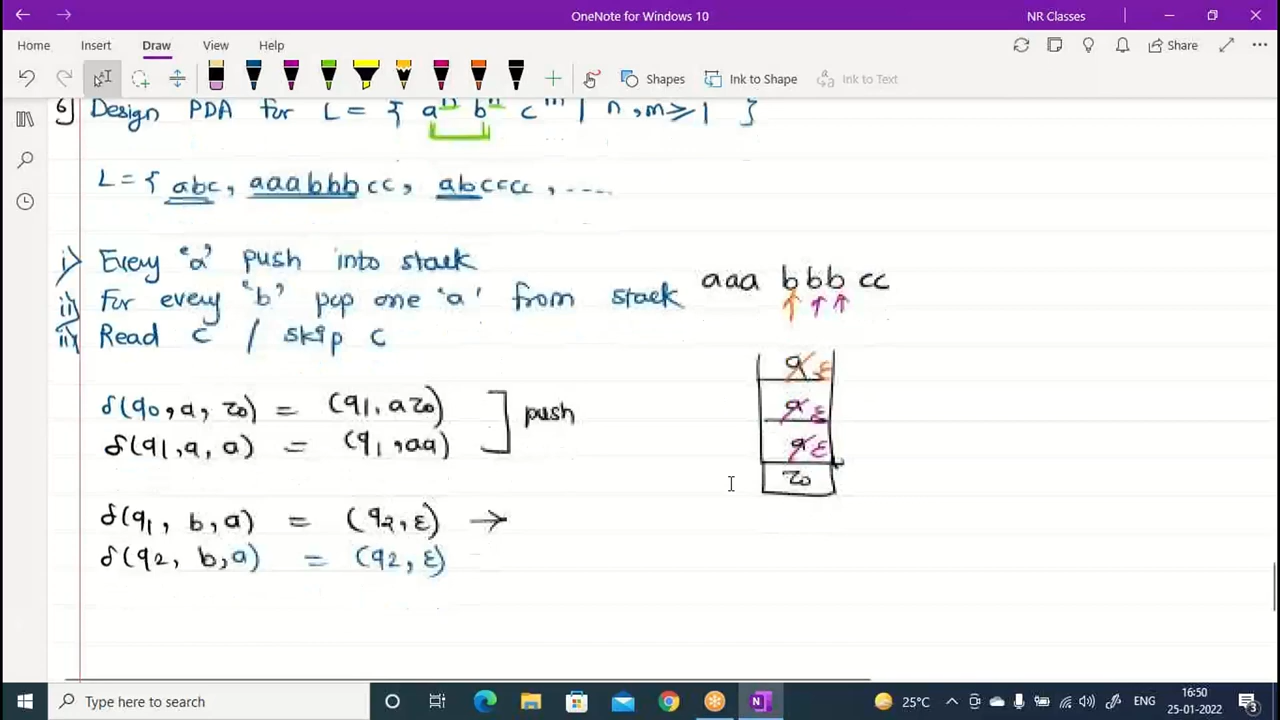 OneNote for Windows 10
NR Classes
Home Insert Draw View Help
Share
Shapes Ink to Shape Ink to Text
6) Design PDA for L = { aⁿ bⁿ cᵐ | n, m ≥ 1 }
L = { abc, aaabbbcc, abcccc, ....
i) Every 'a' push into stack
ii) For every 'b' pop one 'a' from stack
iii) Read c / skip c
aaa bbb cc
a ε
a ε
a ε
z0
δ(q0, a, z0) = (q1, az0)
δ(q1, a, a) = (q1, aa)
push
δ(q1, b, a) = (q2, ε) →
δ(q2, b, a) = (q2, ε)
Type here to search
25°C
ENG
16:50
25-01-2022
3